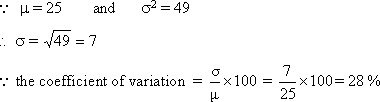 ∵ μ = 25 and σ² = 49
∴ σ = √49 = 7
∵ the coefficient of variation = σ/μ × 100 = 7/25 × 100 = 28 %